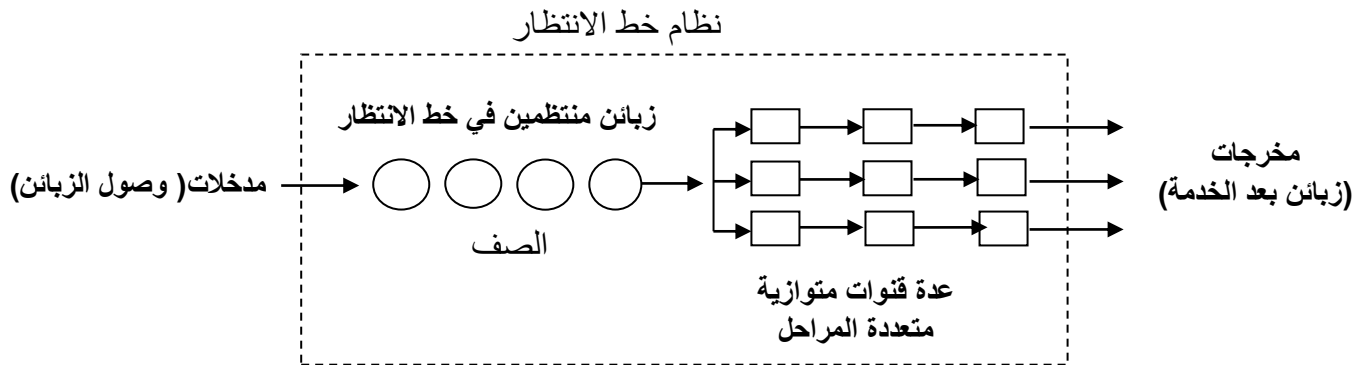 نظام خط الانتظار
زبائن منتظمين في خط الانتظار
مدخلات( وصول الزبائن)
الصف
عدة قنوات متوازية
متعددة المراحل
مخرجات
(زبائن بعد الخدمة)